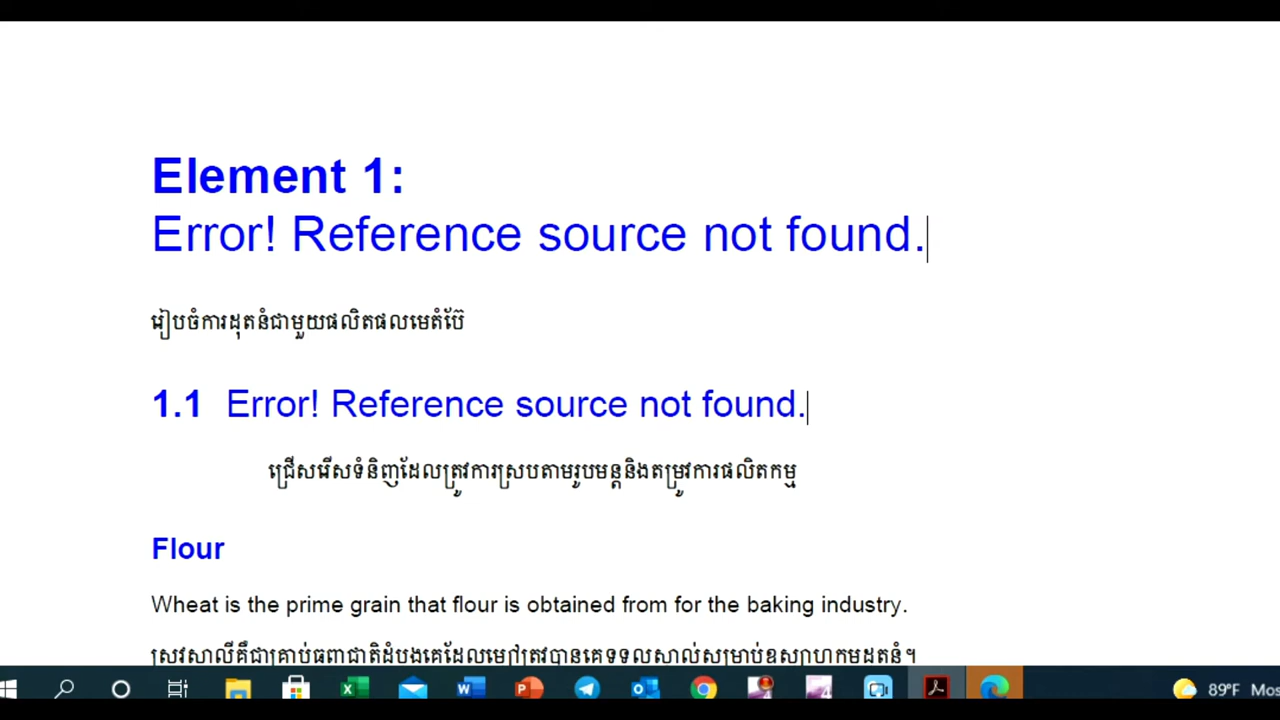 Element 1:
Error! Reference source not found.
រៀបចំការដុតនំជាមួយផលិតផលមេតំប៉ែ
1.1 Error! Reference source not found.
ជ្រើសរើសទំនិញដែលត្រូវការស្របតាមរូបមន្តនិងតម្រូវការផលិតកម្ម
Flour
Wheat is the prime grain that flour is obtained from for the baking industry.
89°F Mos